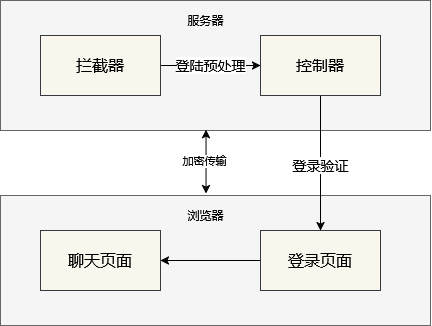 服务器
拦截器
登陆预处理
控制器
加密传输
登录验证
浏览器
聊天页面
登录页面